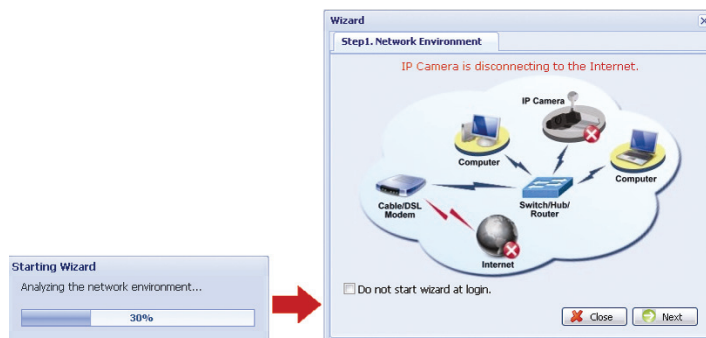 Starting Wizard
Analyzing the network environment...
30%
Wizard
Step1. Network Environment
IP Camera is disconnecting to the Internet.
IP Camera
Computer
Computer
Cable/DSL
Modem
Switch/Hub/
Router
Internet
Do not start wizard at login.
Close
Next